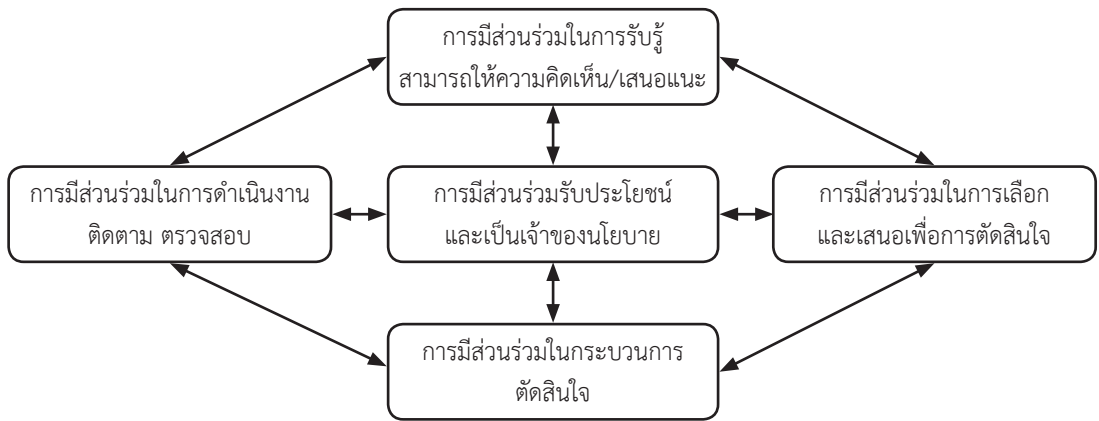 การมีส่วนร่วมในการรับรู้
สามารถให้ความคิดเห็น/เสนอแนะ
การมีส่วนร่วมในการดำเนินงาน
ติดตาม ตรวจสอบ
การมีส่วนร่วมรับประโยชน์
และเป็นเจ้าของนโยบาย
การมีส่วนร่วมในการเลือก
และเสนอเพื่อการตัดสินใจ
การมีส่วนร่วมในกระบวนการ
ตัดสินใจ